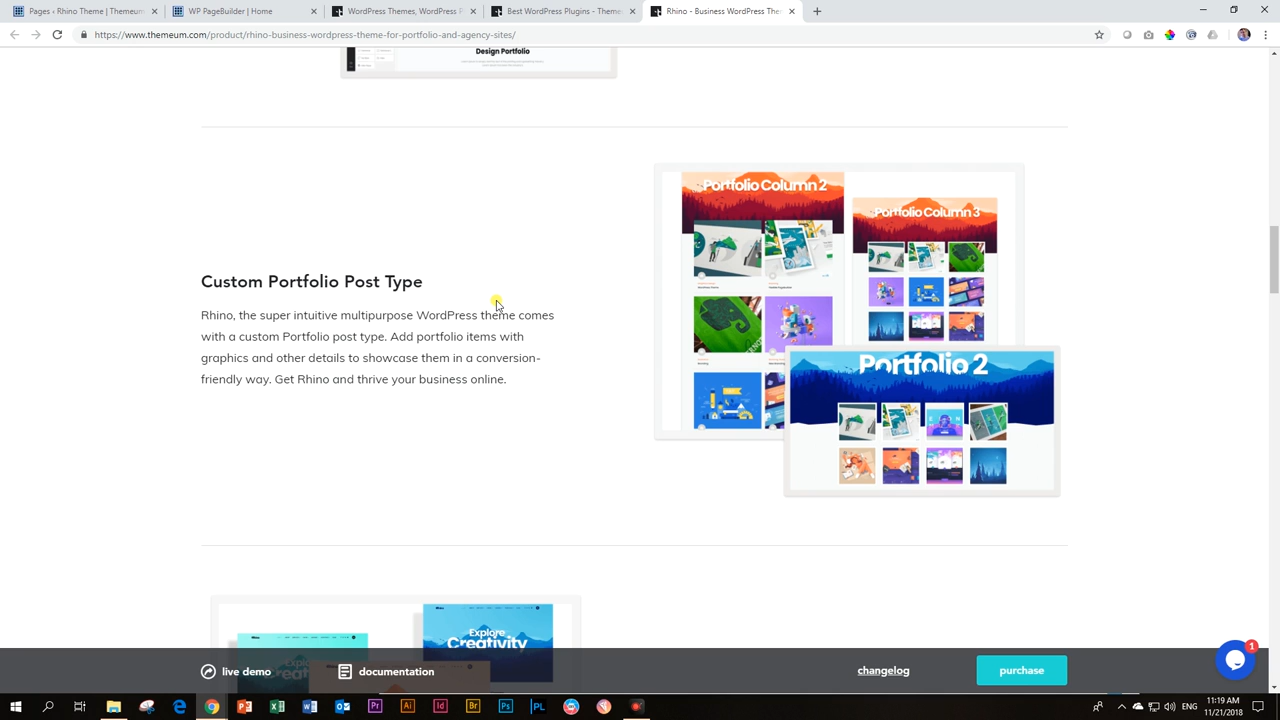 Pages ‹ Rhino Theme | Themeum
WP PageBuilder | Home
WordPress Themes, WordPress P
Best WordPress Plugins - Themeu
Rhino - Business WordPress The
https://www.themeum.com/product/rhino-business-wordpress-theme-for-portfolio-and-agency-sites/
Design Portfolio
Portfolio Column 2
Portfolio Column 3
Custom Portfolio Post Type
Rhino, the super intuitive multipurpose WordPress theme comes
with a custom Portfolio post type. Add portfolio items with
graphics and other details to showcase them in a conversion-
friendly way. Get Rhino and thrive your business online.
Portfolio 2
Explore
Creativity
live demo
documentation
changelog
purchase
1
ENG
11:19 AM
11/21/2018